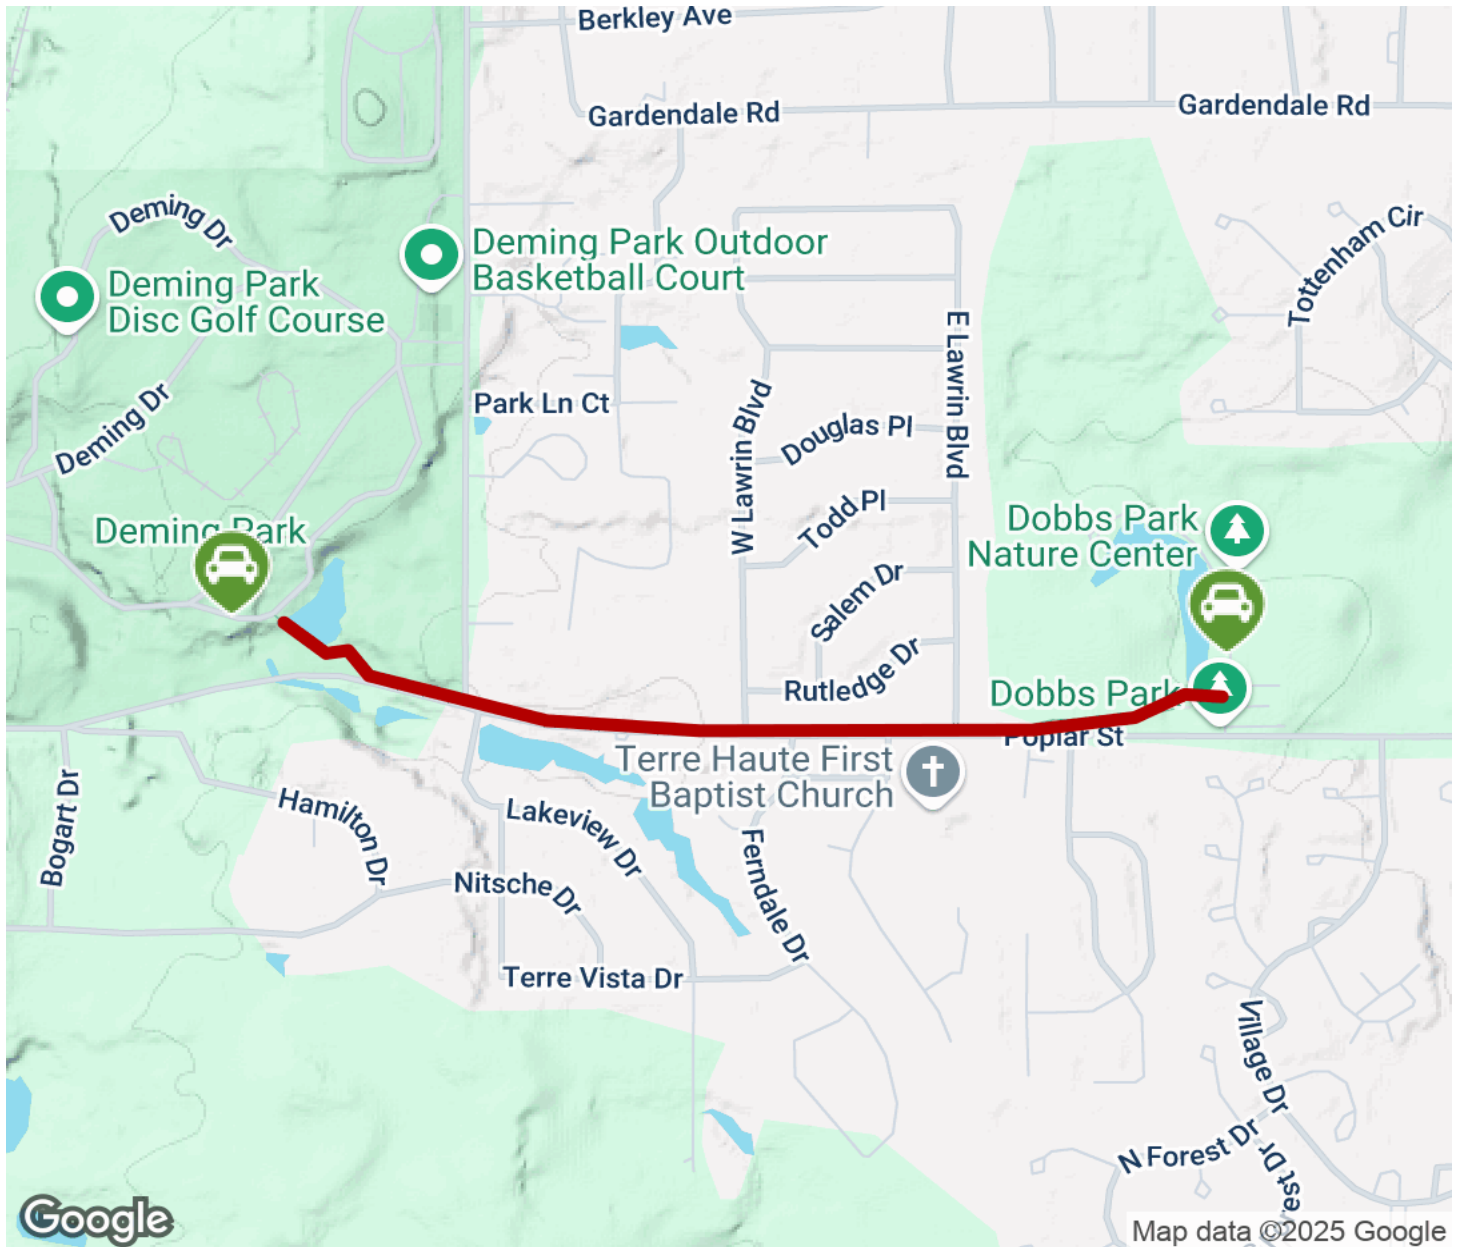 Berkley Ave
Gardendale Rd
Gardendale Rd
Deming Dr
Deming Park Outdoor
Basketball Court
Tottenham Cir
Deming Park
Disc Golf Course
E Lawrin Blvd
Park Ln Ct
W Lawrin Blvd
Deming Dr
Douglas Pl
Todd Pl
Deming Park
Dobbs Park
Nature Center
Salem Dr
Rutledge Dr
Dobbs Park
Poplar St
Terre Haute First
Baptist Church
Bogart Dr
Hamilton Dr
Lakeview Dr
Nitsche Dr
Ferndale Dr
Terre Vista Dr
Village Dr
N Forest Dr
est Dr
Google
Map data ©2025 Google